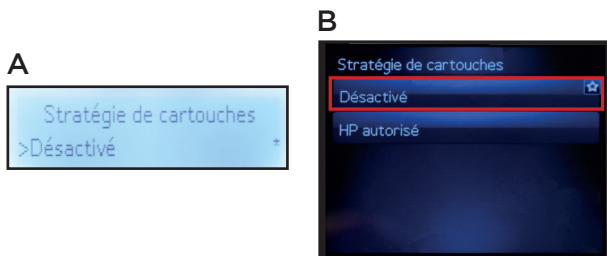 A
Stratégie de cartouches
>Désactivé *
B
Stratégie de cartouches
Désactivé
HP autorisé